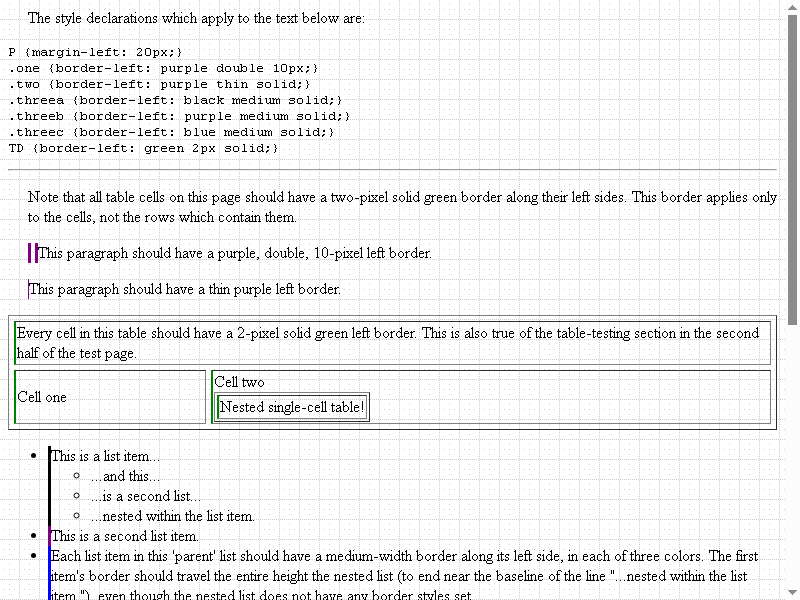 The style declarations which apply to the text below are:
P {margin-left: 20px;}
.one {border-left: purple double 10px;}
.two {border-left: purple thin solid;}
.threea {border-left: black medium solid;}
.threeb {border-left: purple medium solid;}
.threec {border-left: blue medium solid;}
TD {border-left: green 2px solid;}
Note that all table cells on this page should have a two-pixel solid green border along their left sides. This border applies only
to the cells, not the rows which contain them.
This paragraph should have a purple, double, 10-pixel left border.
This paragraph should have a thin purple left border.
Every cell in this table should have a 2-pixel solid green left border. This is also true of the table-testing section in the second
half of the test page.
Cell one
Cell two
Nested single-cell table!
This is a list item...
...and this...
...is a second list...
...nested within the list item.
This is a second list item.
Each list item in this 'parent' list should have a medium-width border along its left side, in each of three colors. The first
item's border should travel the entire height the nested list (to end near the baseline of the line "...nested within the list
item."), even though the nested list does not have any border styles set.